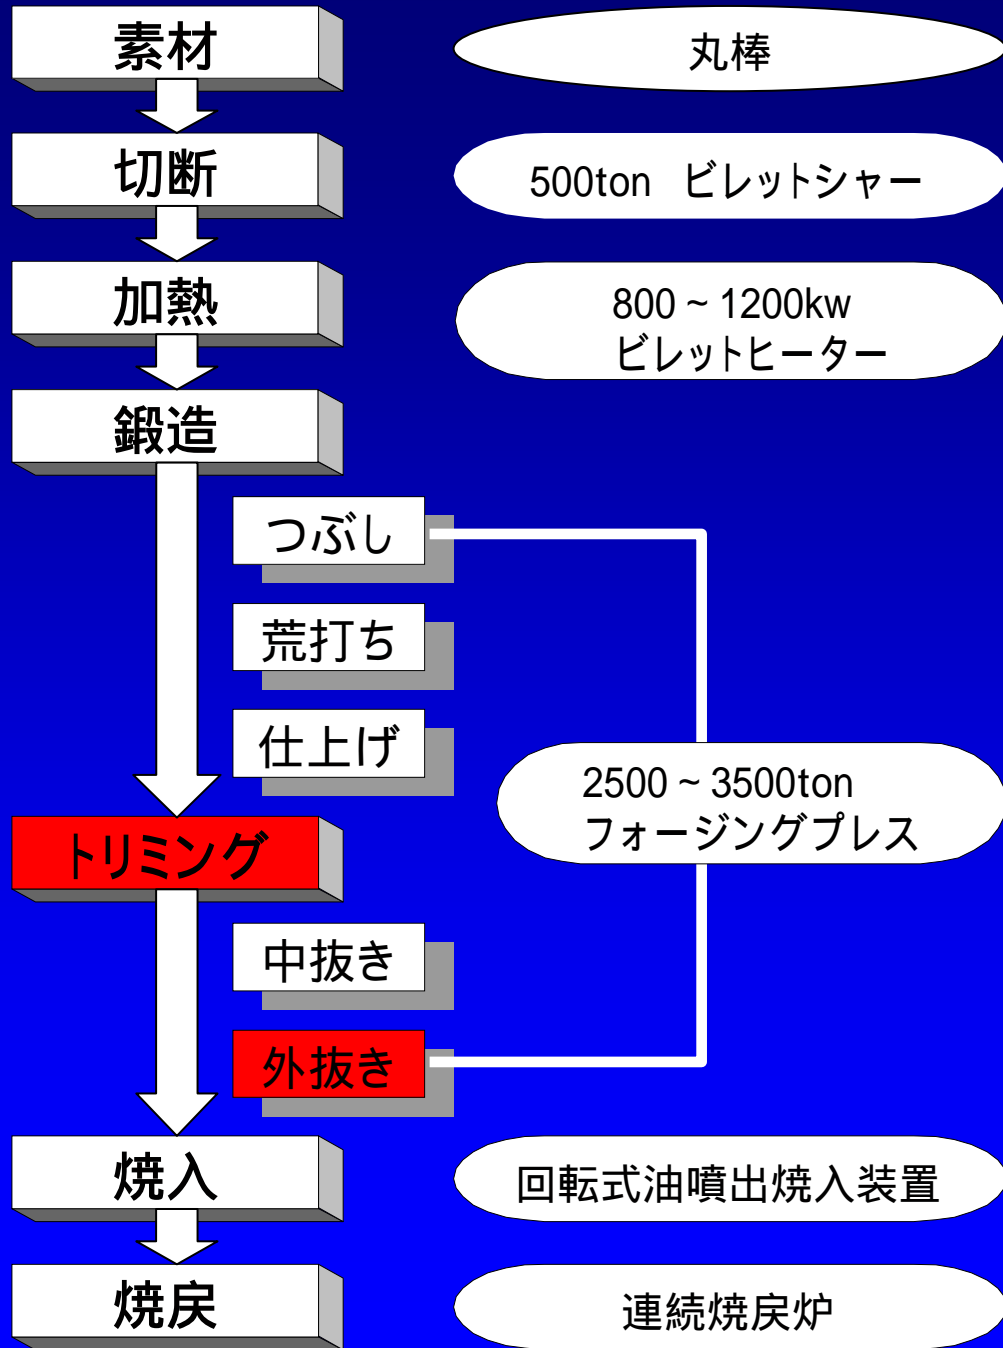 素材
丸棒
切断
500ton ビレットシャー
加熱
800～1200kw
ビレットヒーター
鍛造
つぶし
荒打ち
仕上げ
2500～3500ton
フォージングプレス
トリミング
中抜き
外抜き
焼入
回転式油噴出焼入装置
焼戻
連続焼戻炉